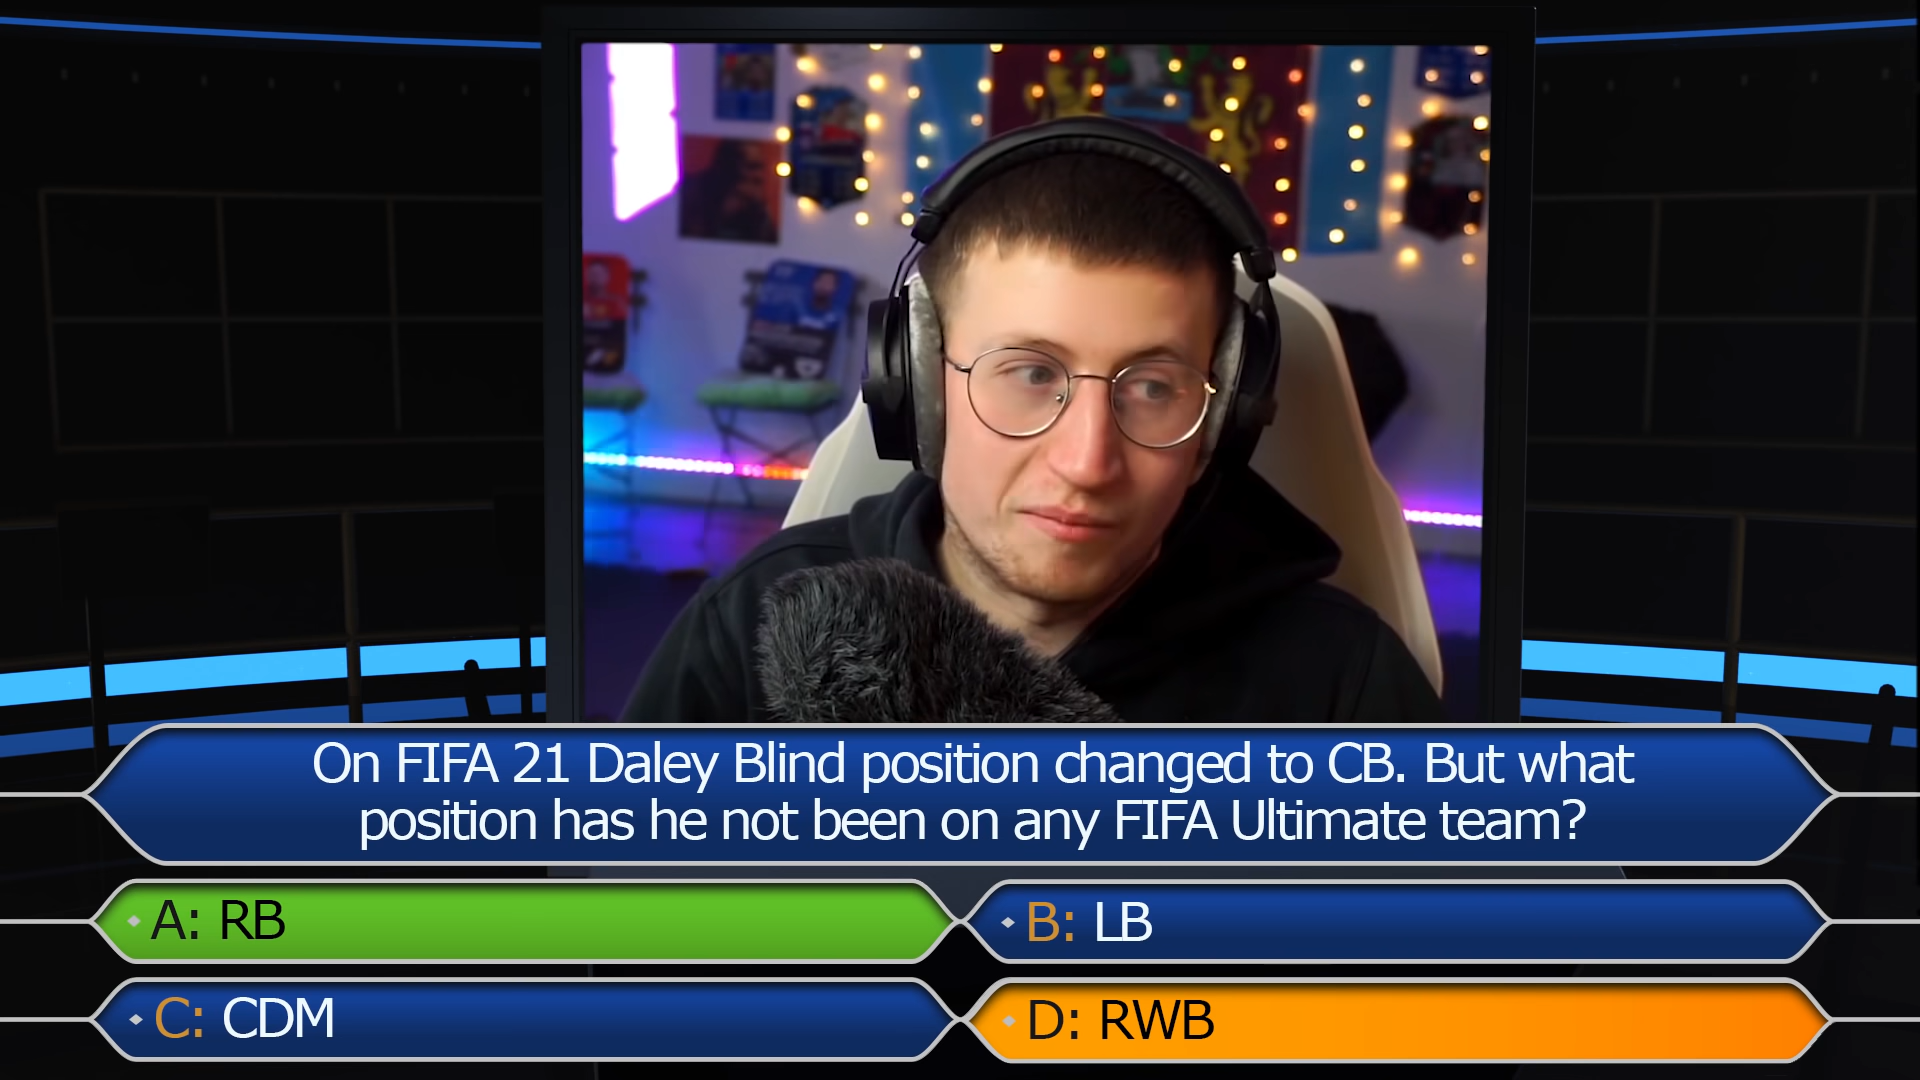 On FIFA 21 Daley Blind position changed to CB. But what
position has he not been on any FIFA Ultimate team?
A: RB
B: LB
C: CDM
D: RWB